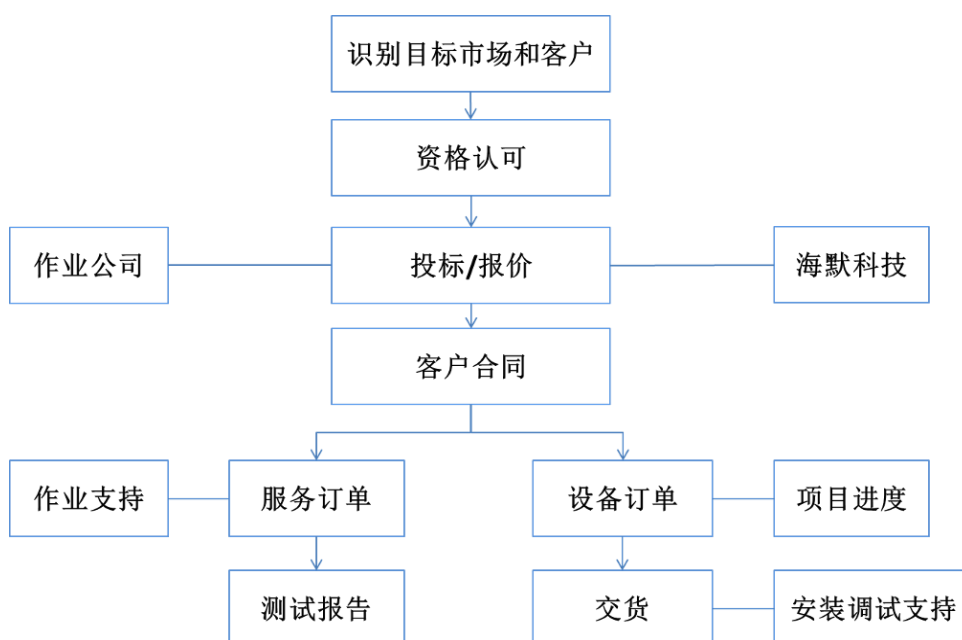 识别目标市场和客户
资格认可
作业公司
投标/报价
海默科技
客户合同
作业支持
服务订单
设备订单
项目进度
测试报告
交货
安装调试支持